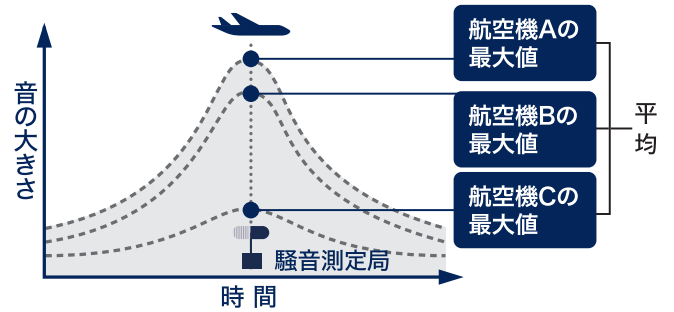 音の大きさ
航空機Aの
最大値
航空機Bの
最大値
航空機Cの
最大値
平均
騒音測定局
時間